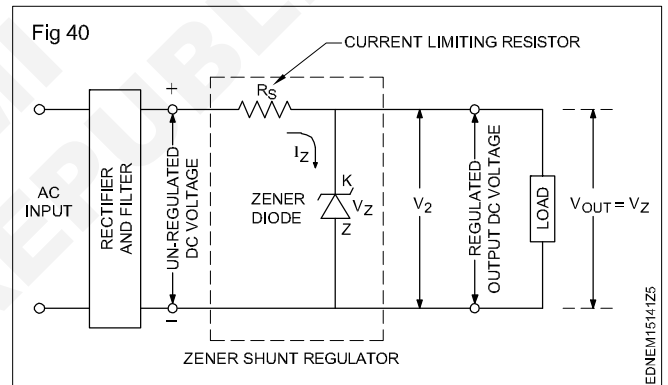 Fig 40
CURRENT LIMITING RESISTOR
+
RS
IZ
AC
INPUT
RECTIFIER
AND FILTER
UN-REGULATED
DC VOLTAGE
ZENER
DIODE
K
VZ
Z
V2
REGULATED
OUTPUT DC VOLTAGE
LOAD
VOUT = VZ
–
ZENER SHUNT REGULATOR
EDNEM15141Z5